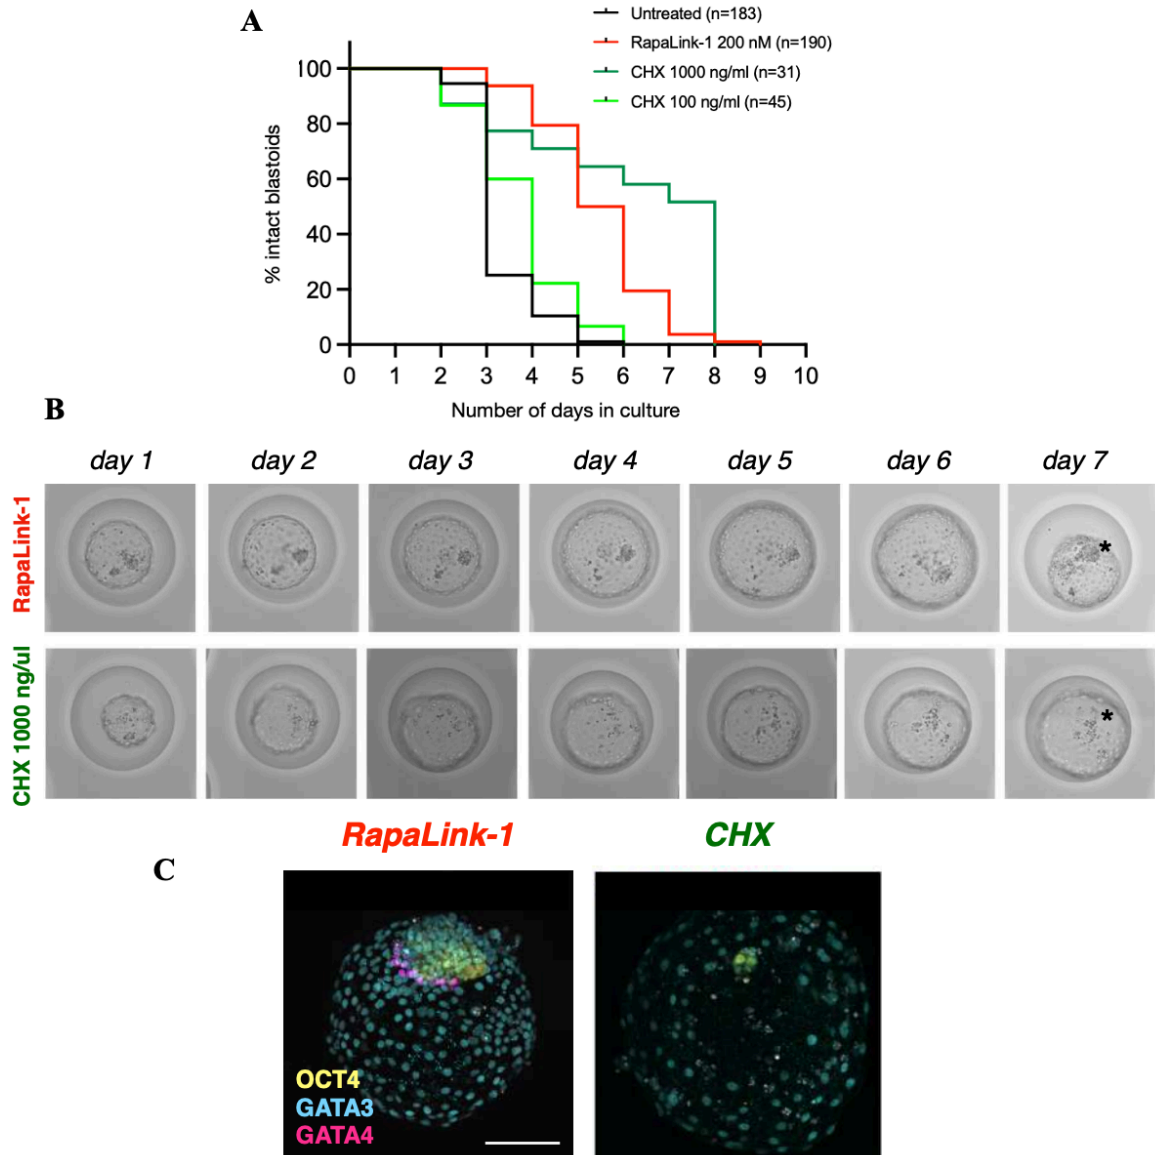 A
Untreated (n=183)
RapaLink-1 200 nM (n=190)
CHX 1000 ng/ml (n=31)
CHX 100 ng/ml (n=45)
% intact blastoids
100
80
60
40
20
0
0 1 2 3 4 5 6 7 8 9 10
Number of days in culture
B
day 1 day 2 day 3 day 4 day 5 day 6 day 7
RapaLink-1
*
CHX 1000 ng/ul
*
RapaLink-1 CHX
C
OCT4
GATA3
GATA4